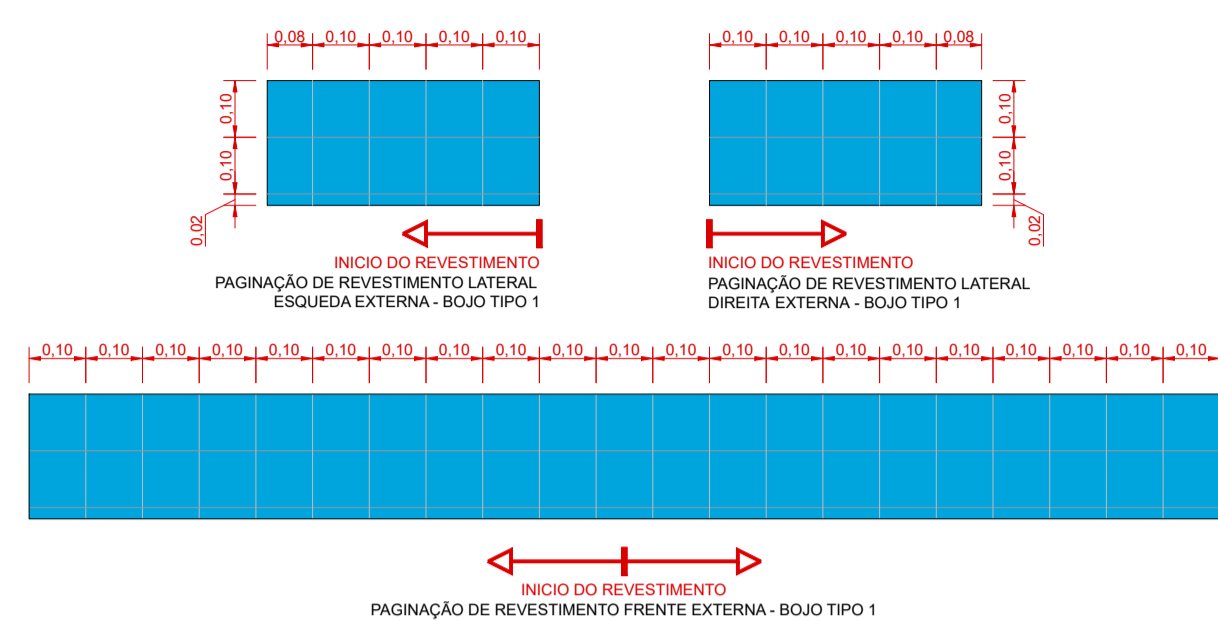 0,08 0,10 0,10 0,10 0,10
0,10
0,10
0,02
INICIO DO REVESTIMENTO
PAGINAÇÃO DE REVESTIMENTO LATERAL
ESQUEDA EXTERNA - BOJO TIPO 1
0,10 0,10 0,10 0,10 0,08
0,10
0,10
0,02
INICIO DO REVESTIMENTO
PAGINAÇÃO DE REVESTIMENTO LATERAL
DIREITA EXTERNA - BOJO TIPO 1
0,10 0,10 0,10 0,10 0,10 0,10 0,10 0,10 0,10 0,10 0,10 0,10 0,10 0,10 0,10 0,10 0,10 0,10 0,10 0,10 0,10
INICIO DO REVESTIMENTO
PAGINAÇÃO DE REVESTIMENTO FRENTE EXTERNA - BOJO TIPO 1